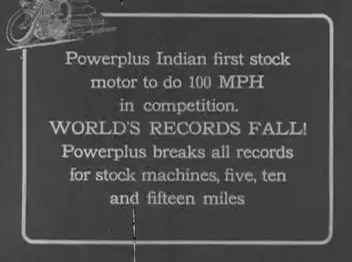 Powerplus Indian first stock
motor to do 100 MPH
in competition.
WORLD'S RECORDS FALL!
Powerplus breaks all records
for stock machines, five, ten
and fifteen miles